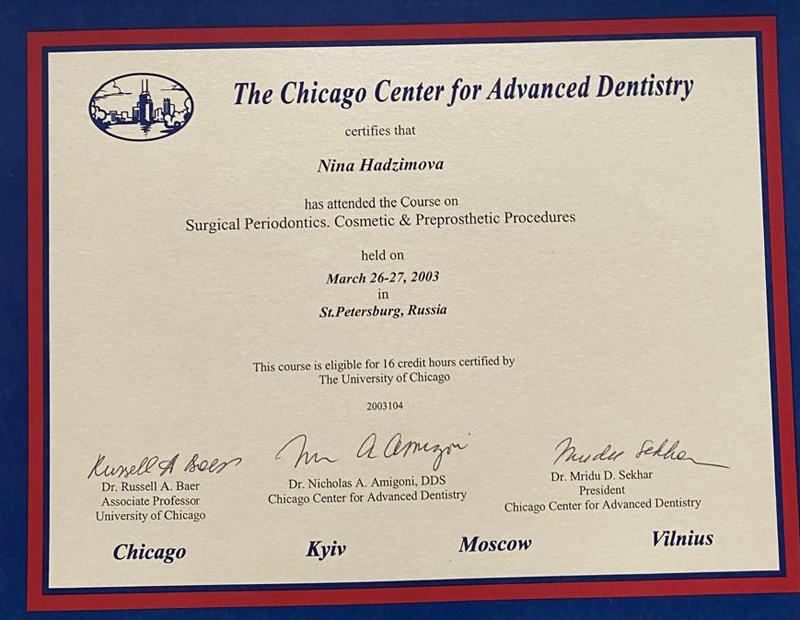 The Chicago Center for Advanced Dentistry
certifies that
Nina Hadzimova
has attended the Course on
Surgical Periodontics. Cosmetic & Preprosthetic Procedures
held on
March 26-27, 2003
in
St.Petersburg, Russia
This course is eligible for 16 credit hours certified by
The University of Chicago
2003104
Russell A Baer
Dr. Russell A. Baer
Associate Professor
University of Chicago
A Amigoni
Dr. Nicholas A. Amigoni, DDS
Chicago Center for Advanced Dentistry
Mridu Sekhar
Dr. Mridu D. Sekhar
President
Chicago Center for Advanced Dentistry
Chicago Kyiv Moscow Vilnius